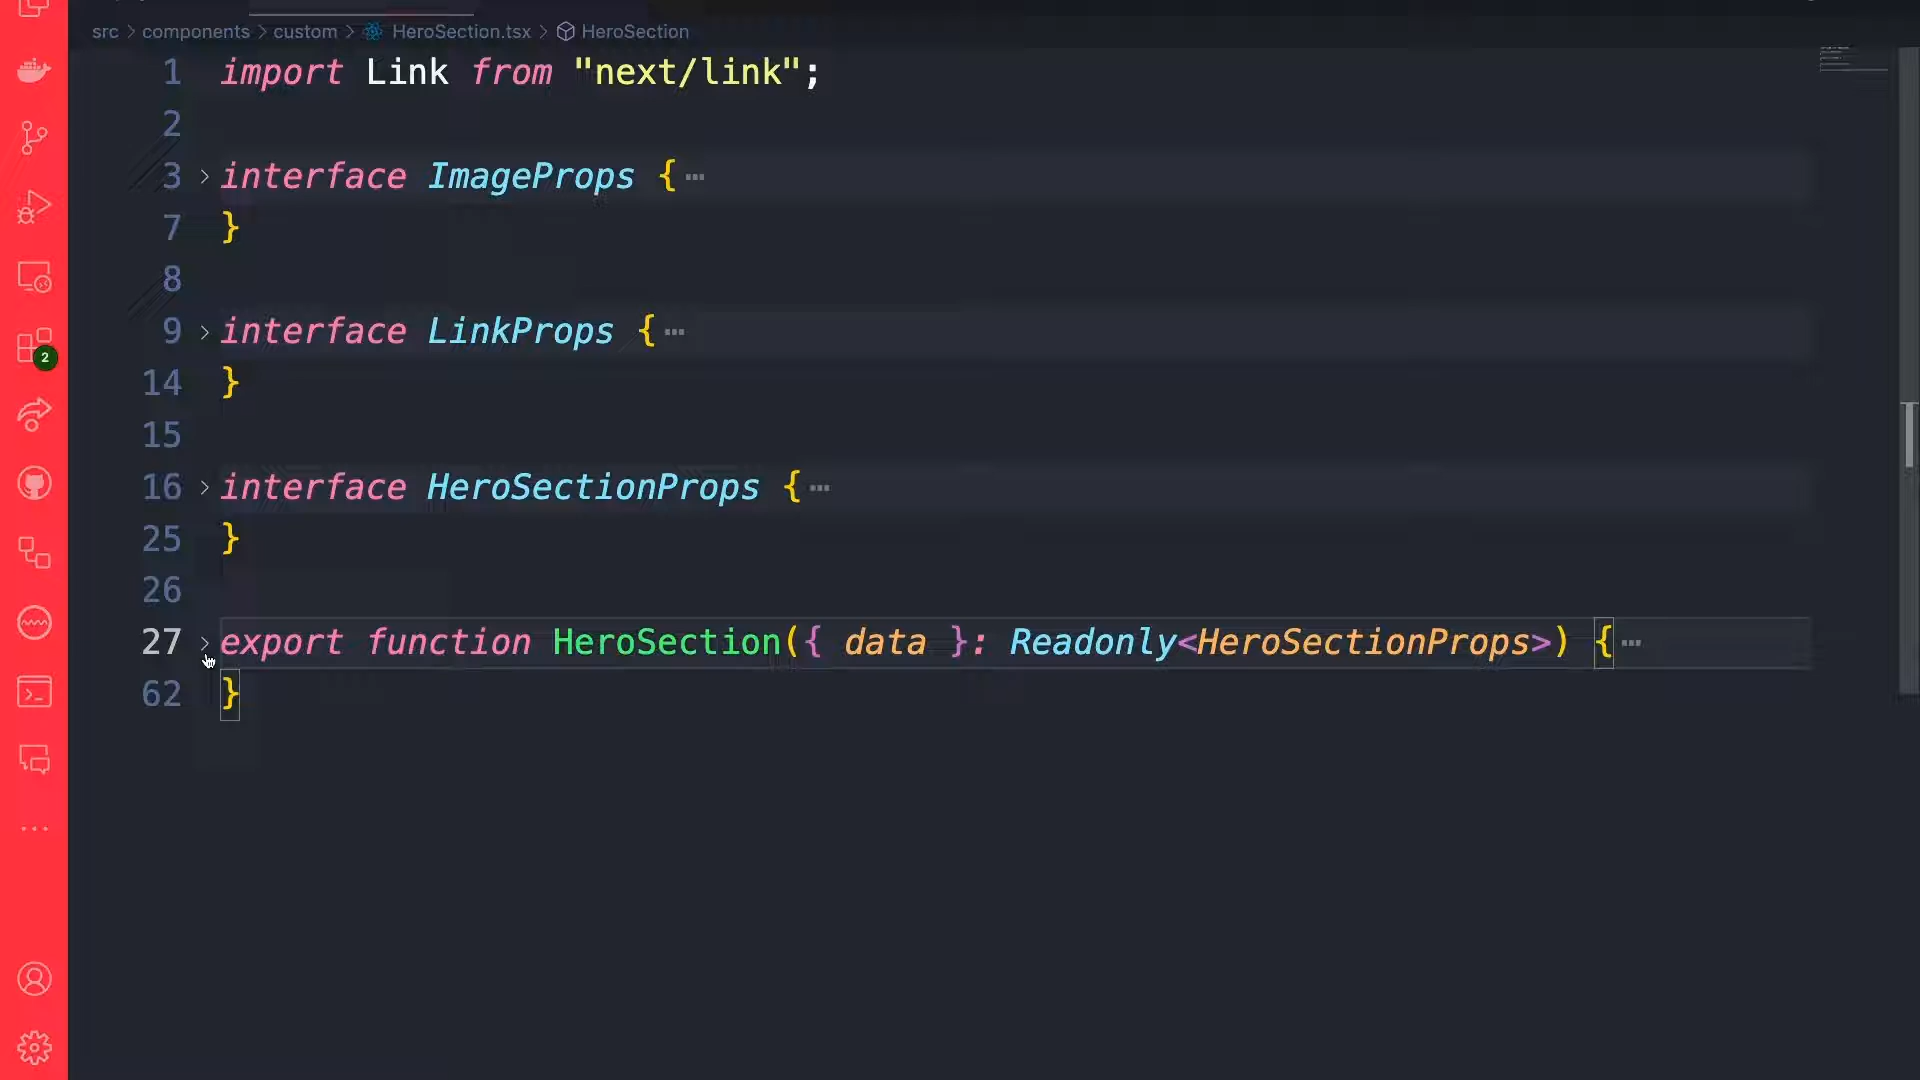 src > components > custom > HeroSection.tsx > HeroSection
1 import Link from "next/link";
2
3 > interface ImageProps { ⋯
7 }
8
9 > interface LinkProps { ⋯
14 }
15
16 > interface HeroSectionProps { ⋯
25 }
26
27 > export function HeroSection({ data }: Readonly<HeroSectionProps>) { ⋯
62 }
2